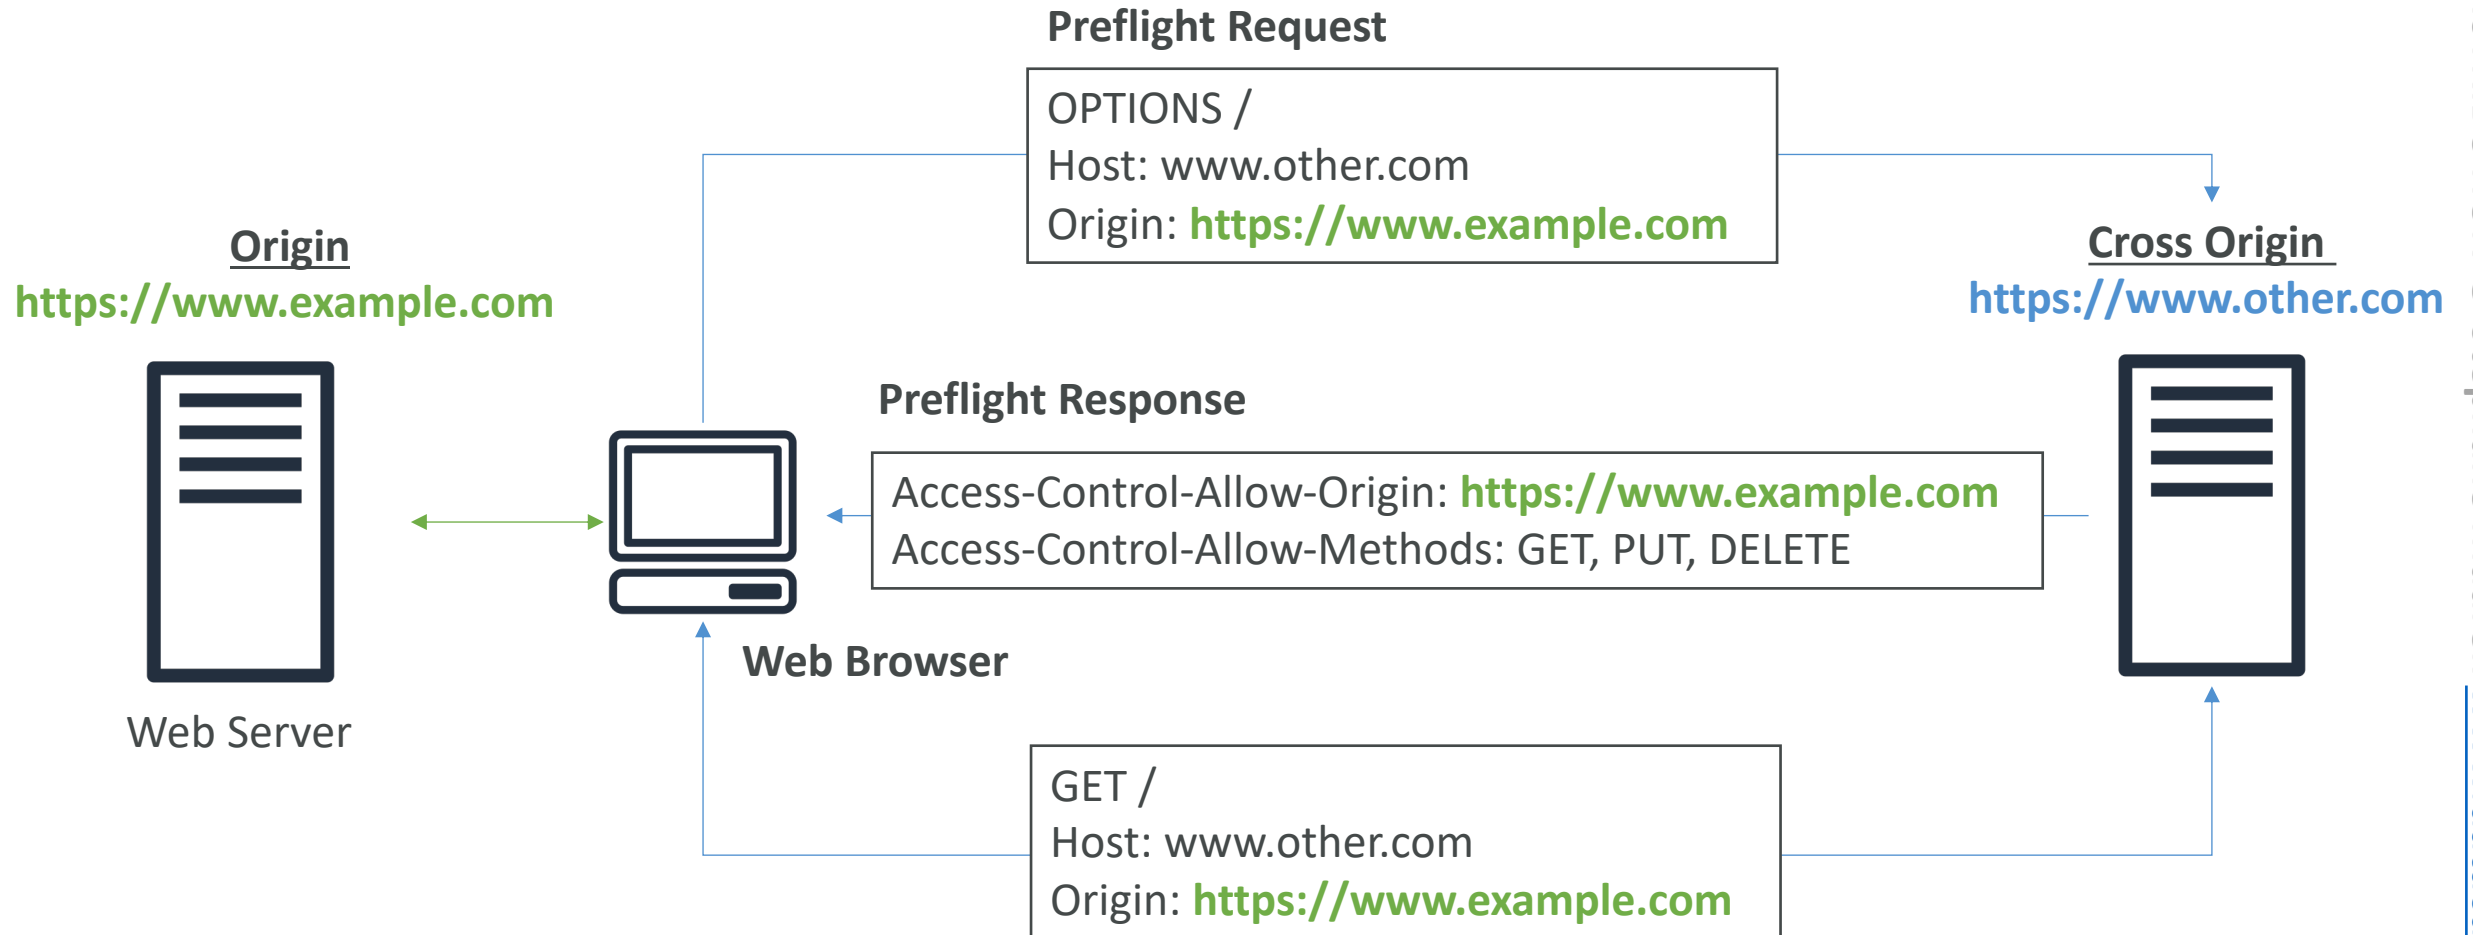 Preflight Request
OPTIONS /
Host: www.other.com
Origin: https://www.example.com
Origin
https://www.example.com
Cross Origin
https://www.other.com
Preflight Response
Access-Control-Allow-Origin: https://www.example.com
Access-Control-Allow-Methods: GET, PUT, DELETE
Web Browser
Web Server
GET /
Host: www.other.com
Origin: https://www.example.com